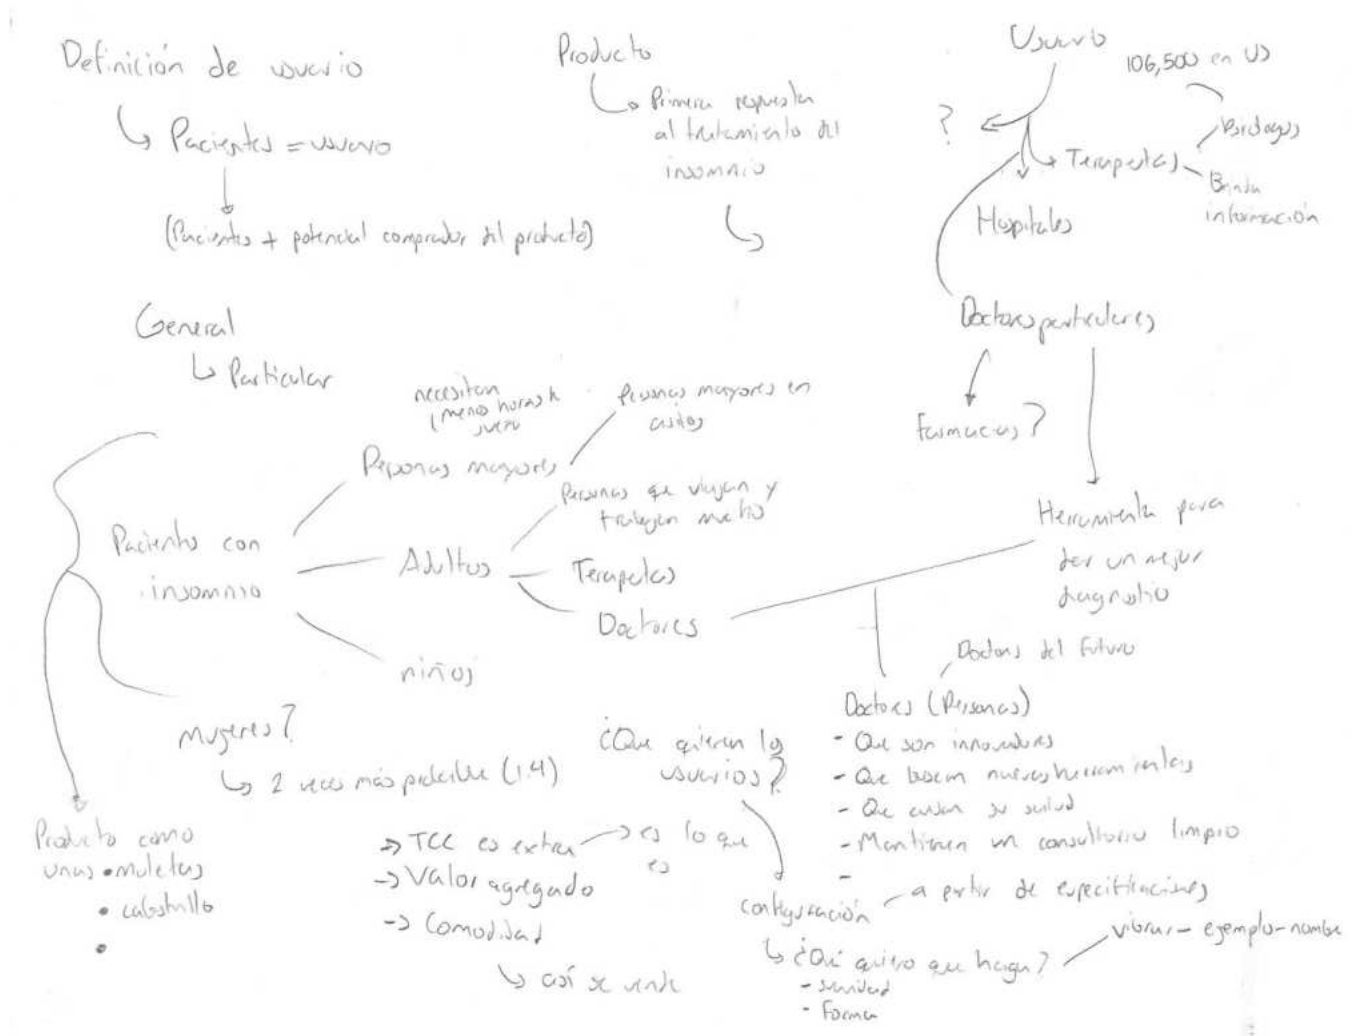 Definición de usuario
Pacientes = usuario
(Pacientes + potencial comprador del producto)
Producto
Primera respuesta
al tratamiento del
insomnio
Usuario
106,500 en US
?
Terapeutas
Psicólogos
Brinda
información
Hospitales
Doctores particulares
Farmacias?
Herramienta para
dar un mejor
diagnostio
General
Particular
necesitan
menos horas de
sueño
Personas mayores
Personas mayores en
asilos
Pacientes con
insomnio
Adultos
Personas que viajan y
trabajan mucho
Terapeutas
Doctores
niños
Mujeres?
2 veces más (1.4)
Producto como
unas • muletas
• cabstrillo
•
¿Que quieren los
usuarios?
Doctores del futuro
Doctores (Personas)
- Que son innovadores
- Que buscan nuevas herramientas
- Que cuidan su salud
- Mantienen un consultorio limpio
-
→ TCC es extra → es lo que
es
→ Valor agregado
→ Comodidad
así se vende
configuración
a partir de especificaciones
¿Qué quiero que haga?
vibrar - ejemplo - nombre
- Forma